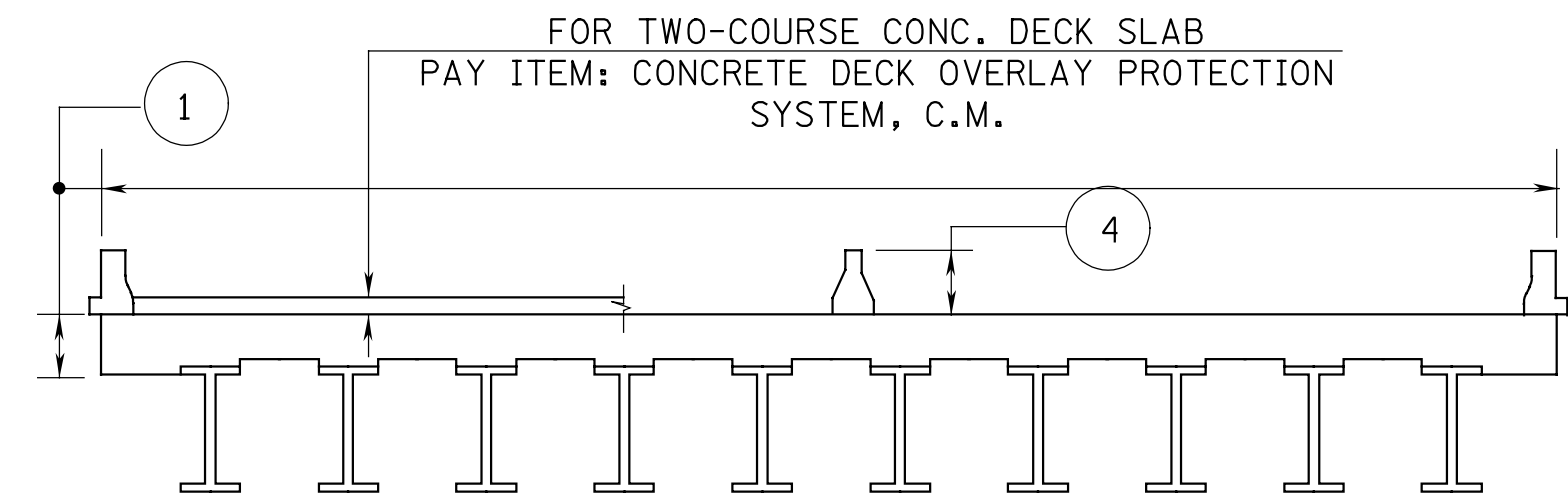 FOR TWO-COURSE CONC. DECK SLAB
PAY ITEM: CONCRETE DECK OVERLAY PROTECTION
SYSTEM, C.M.
1
4